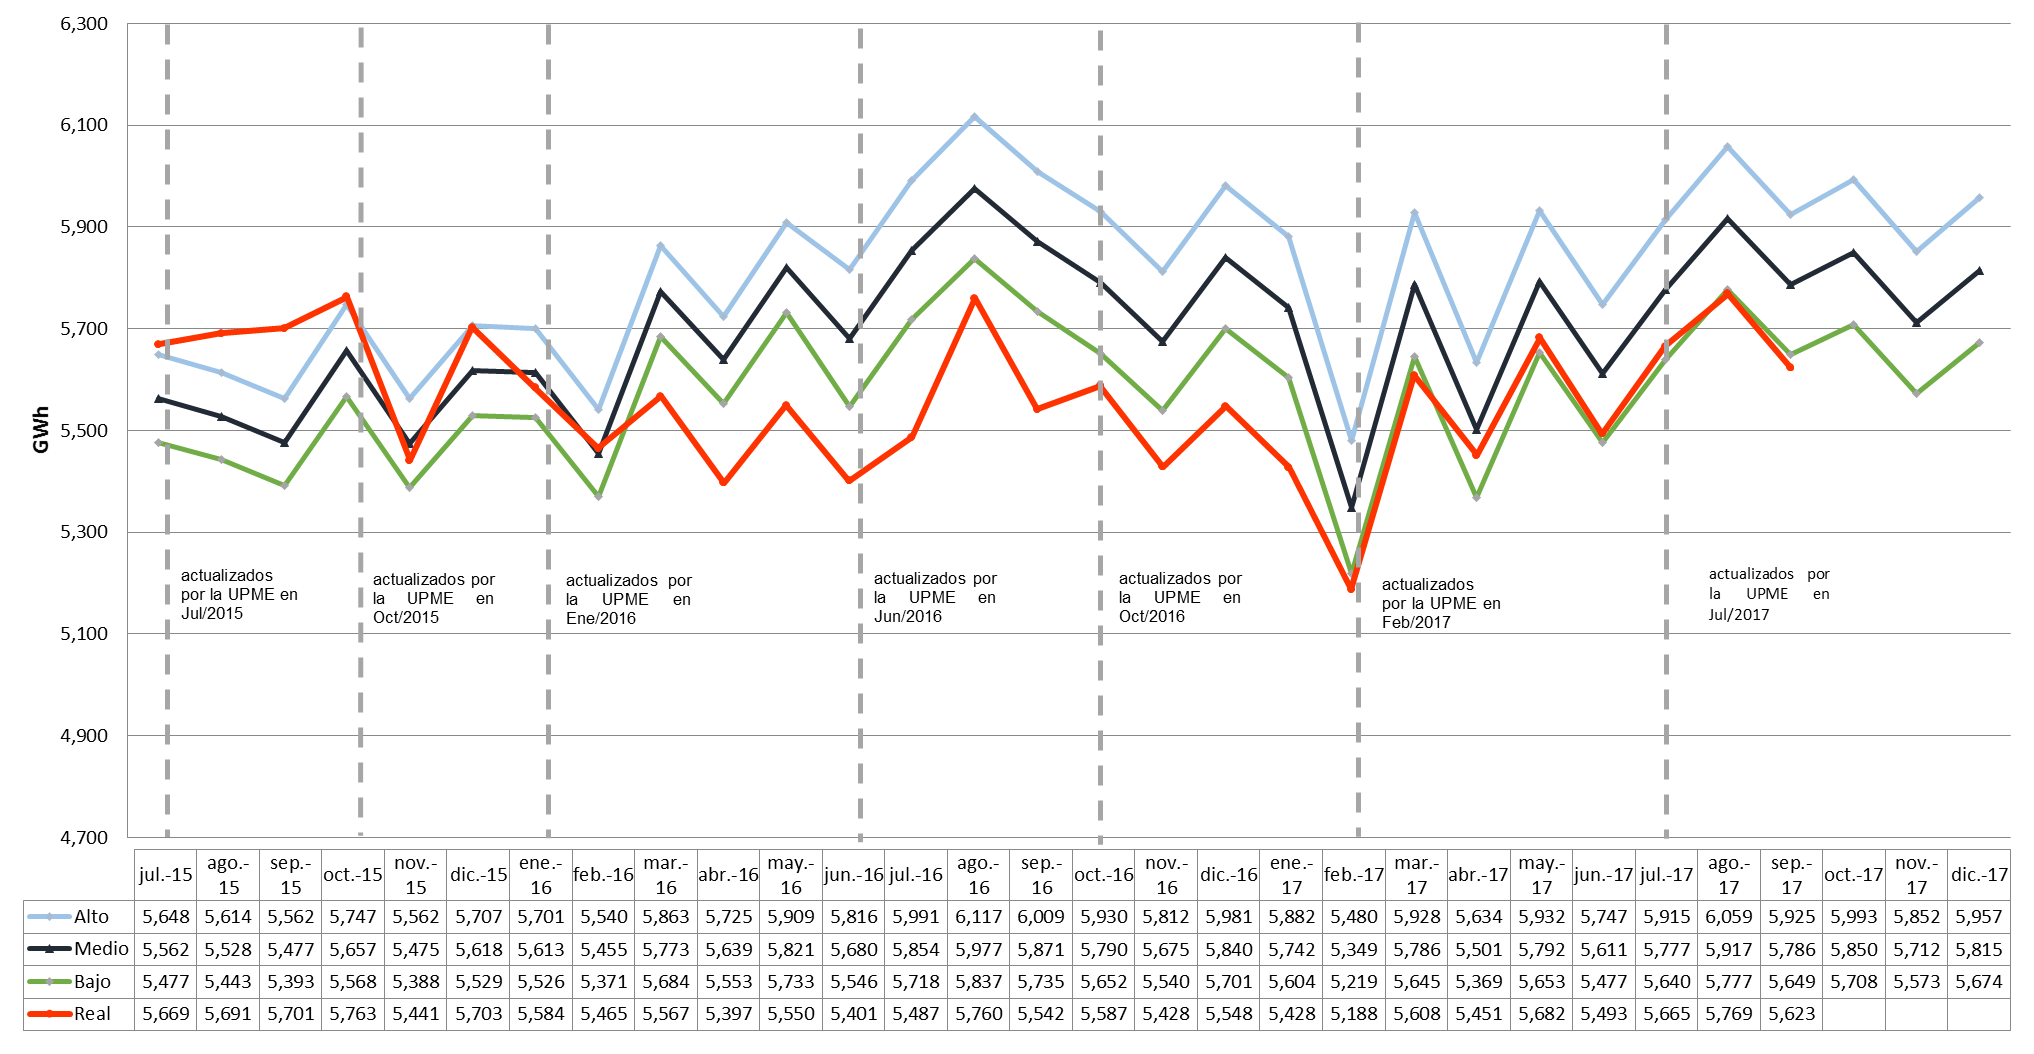 6,300
6,100
5,900
5,700
5,500
5,300
5,100
4,900
4,700
GWh
actualizados
por la UPME en
Jul/2015
actualizados por
la UPME en
Oct/2015
actualizados por
la UPME en
Ene/2016
actualizados por
la UPME en
Jun/2016
actualizados por
la UPME en
Oct/2016
actualizados
por la UPME en
Feb/2017
actualizados por
la UPME en
Jul/2017
jul.-15 ago.-15 sep.-15 oct.-15 nov.-15 dic.-15 ene.-16 feb.-16 mar.-16 abr.-16 may.-16 jun.-16 jul.-16 ago.-16 sep.-16 oct.-16 nov.-16 dic.-16 ene.-17 feb.-17 mar.-17 abr.-17 may.-17 jun.-17 jul.-17 ago.-17 sep.-17 oct.-17 nov.-17 dic.-17
Alto 5,648 5,614 5,562 5,747 5,562 5,707 5,701 5,540 5,863 5,725 5,909 5,816 5,991 6,117 6,009 5,930 5,812 5,981 5,882 5,480 5,928 5,634 5,932 5,747 5,915 6,059 5,925 5,993 5,852 5,957
Medio 5,562 5,528 5,477 5,657 5,475 5,618 5,613 5,455 5,773 5,639 5,821 5,680 5,854 5,977 5,871 5,790 5,675 5,840 5,742 5,349 5,786 5,501 5,792 5,611 5,777 5,917 5,786 5,850 5,712 5,815
Bajo 5,477 5,443 5,393 5,568 5,388 5,529 5,526 5,371 5,684 5,553 5,733 5,546 5,718 5,837 5,735 5,652 5,540 5,701 5,604 5,219 5,645 5,369 5,653 5,477 5,640 5,777 5,649 5,708 5,573 5,674
Real 5,669 5,691 5,701 5,763 5,441 5,703 5,584 5,465 5,567 5,397 5,550 5,401 5,487 5,760 5,542 5,587 5,428 5,548 5,428 5,188 5,608 5,451 5,682 5,493 5,665 5,769 5,623